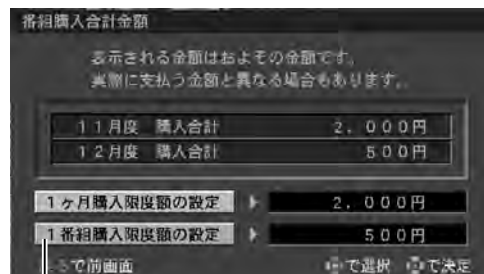 番組購入合計金額
表示される金額はおよその金額です。
実際に支払う金額と異なる場合もあります。
11月度 購入合計 2,000円
12月度 購入合計 500円
1ヶ月購入限度額の設定 2,000円
1番組購入限度額の設定 500円
で前画面 で選択 で決定